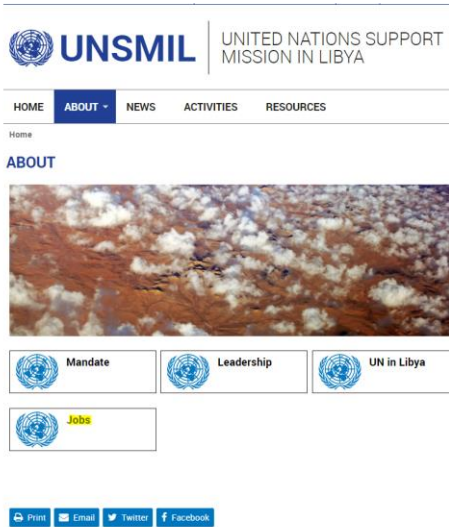 UNSMIL
UNITED NATIONS SUPPORT
MISSION IN LIBYA
HOME ABOUT NEWS ACTIVITIES RESOURCES
Home
ABOUT
Mandate Leadership UN in Libya
Jobs
Print Email Twitter Facebook